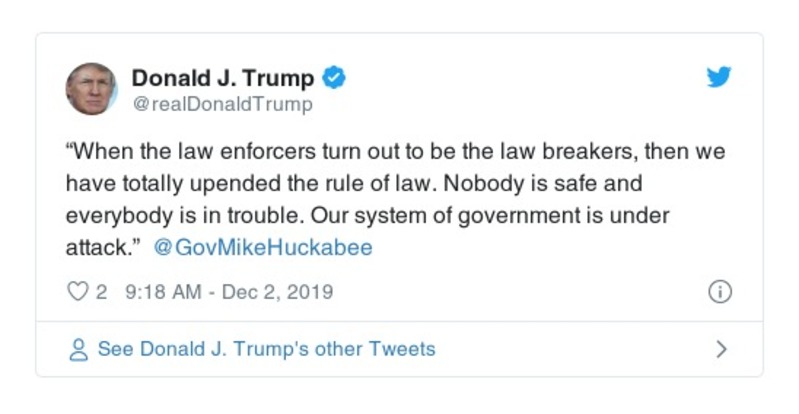 Donald J. Trump
@realDonaldTrump
“When the law enforcers turn out to be the law breakers, then we
have totally upended the rule of law. Nobody is safe and
everybody is in trouble. Our system of government is under
attack.” @GovMikeHuckabee
2 9:18 AM - Dec 2, 2019
See Donald J. Trump's other Tweets